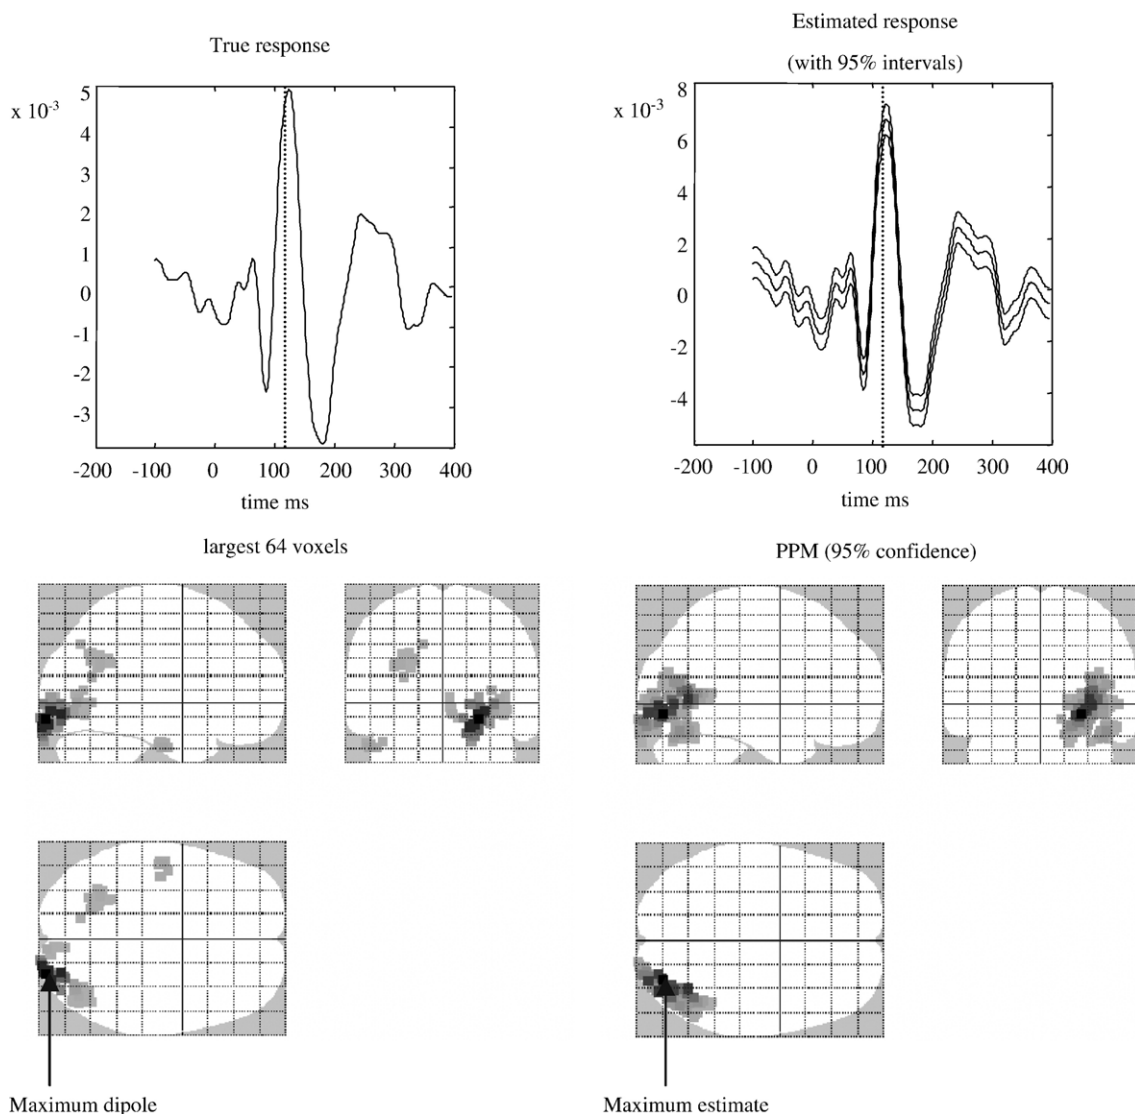 True response
x 10-3
5
4
3
2
1
0
-1
-2
-3
-200 -100 0 100 200 300 400
time ms
Estimated response
(with 95% intervals)
x 10-3
8
6
4
2
0
-2
-4
-200 -100 0 100 200 300 400
time ms
largest 64 voxels
PPM (95% confidence)
Maximum dipole
Maximum estimate